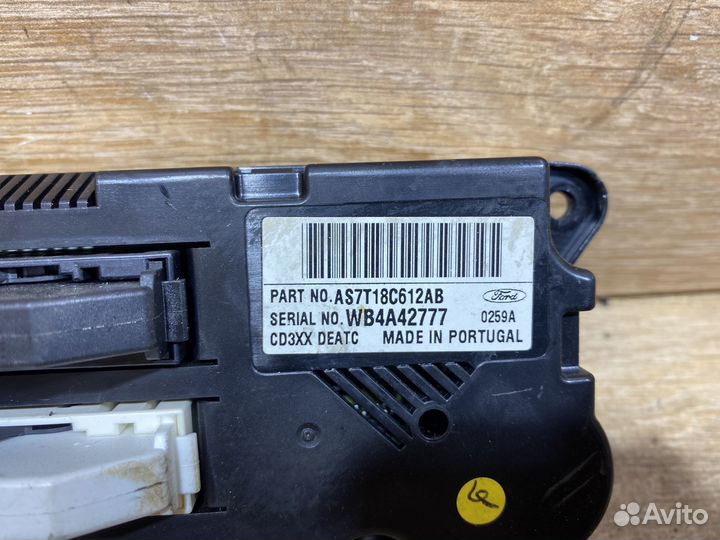 PART NO. AS7T18C612AB
Ford
SERIAL NO. WB4A42777 0259A
CD3XX DEATC MADE IN PORTUGAL
Avito